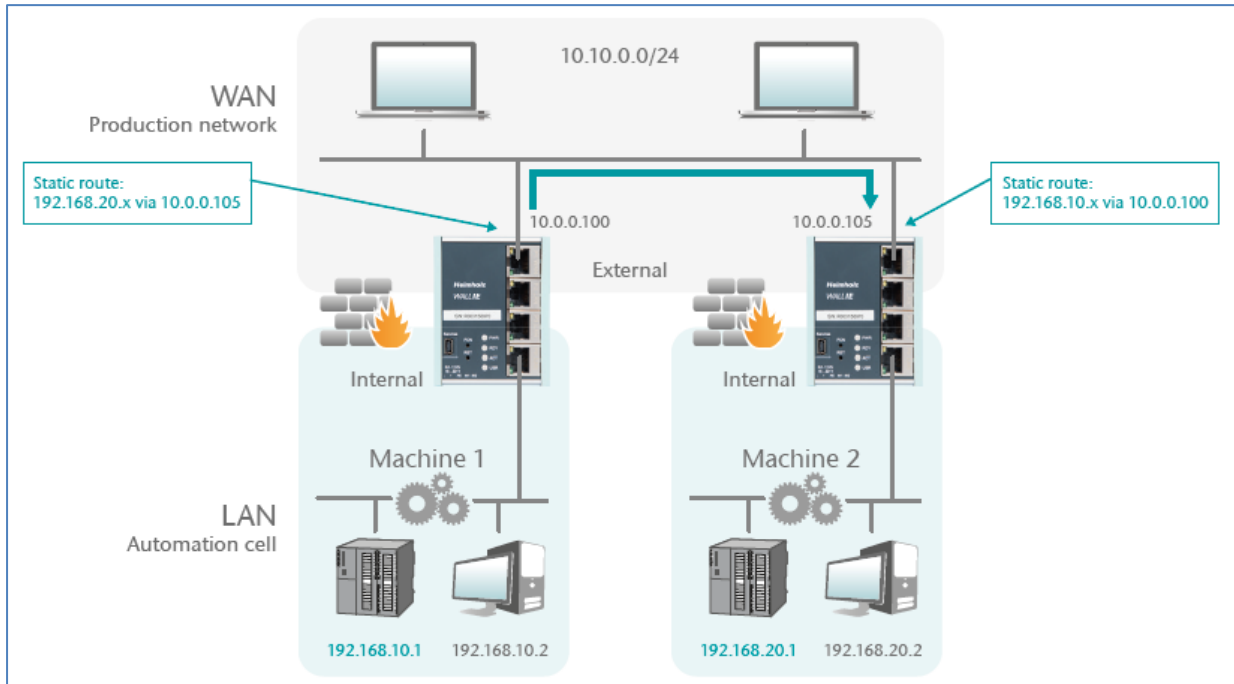 10.10.0.0/24
WAN
Production network
Static route:
192.168.20.x via 10.0.0.105
Static route:
192.168.10.x via 10.0.0.100
10.0.0.100
10.0.0.105
External
Helmholz
WALL IE
Helmholz
WALL IE
Internal
Internal
Machine 1
Machine 2
LAN
Automation cell
192.168.10.1
192.168.10.2
192.168.20.1
192.168.20.2